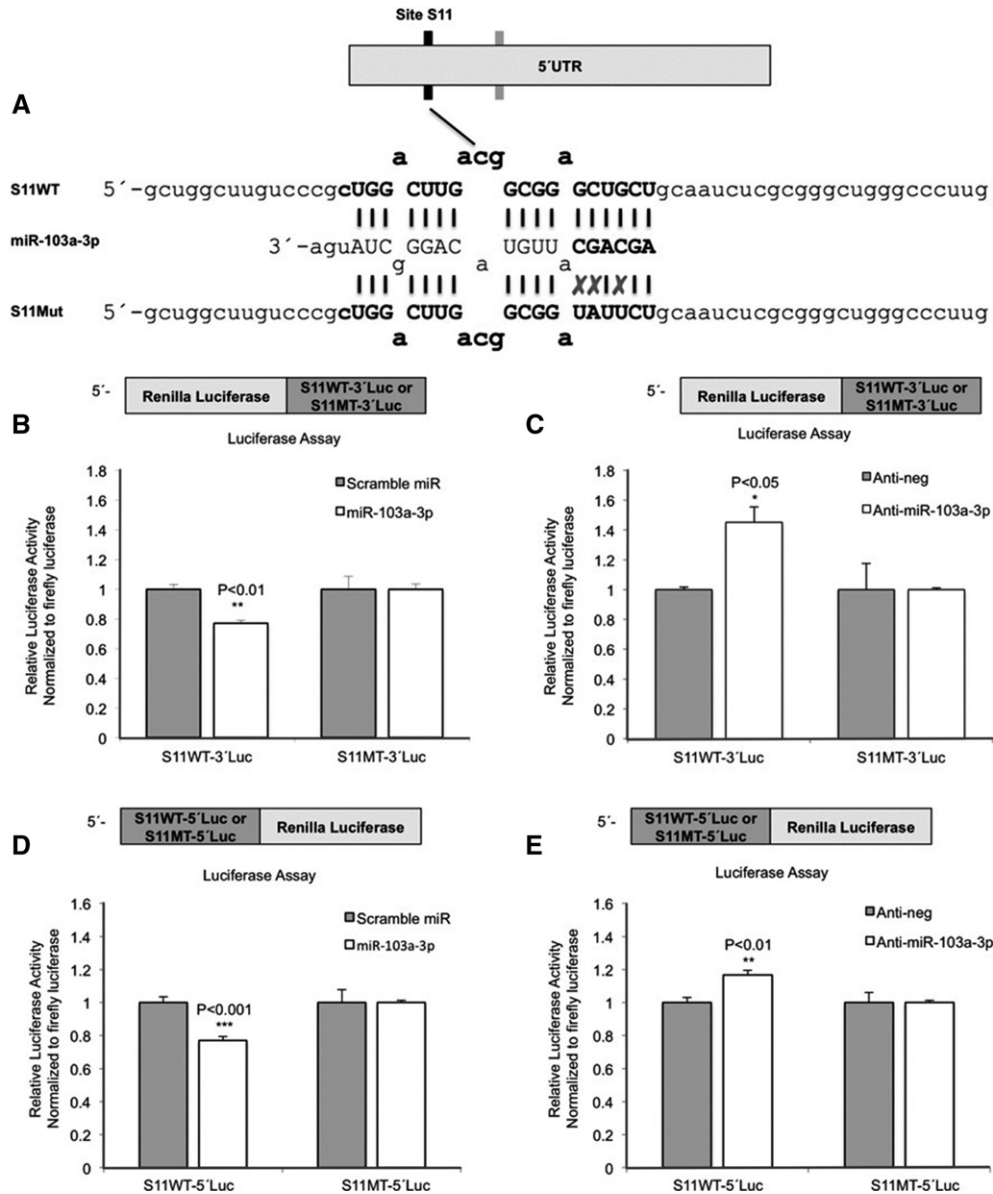 Site S11
5´UTR
A
a acg a
S11WT 5´-gcuggcuugucccgcUGG CUUG GCGG GCUGCUgcaaucucgcgggcugggcccuug
miR-103a-3p 3´-aguAUC GGAC UGUU CGACGA
g a a
XX X
S11Mut 5´-gcuggcuugucccgcUGG CUUG GCGG UAUUCUgcaaucucgcgggcugggcccuug
a acg a
5´- Renilla Luciferase S11WT-3´Luc or
S11MT-3´Luc
B
Luciferase Assay
Relative Luciferase Activity
Normalized to firefly luciferase
1.8
1.6
1.4
1.2
1
0.8
0.6
0.4
0.2
0
Scramble miR
miR-103a-3p
P<0.01
**
S11WT-3´Luc S11MT-3´Luc
5´- Renilla Luciferase S11WT-3´Luc or
S11MT-3´Luc
C
Luciferase Assay
Relative Luciferase Activity
Normalized to firefly luciferase
1.8
1.6
1.4
1.2
1
0.8
0.6
0.4
0.2
0
Anti-neg
Anti-miR-103a-3p
P<0.05
*
S11WT-3´Luc S11MT-3´Luc
5´- S11WT-5´Luc or
S11MT-5´Luc Renilla Luciferase
D
Luciferase Assay
Relative Luciferase Activity
Normalized to firefly luciferase
1.4
1.2
1
0.8
0.6
0.4
0.2
0
Scramble miR
miR-103a-3p
P<0.001
***
S11WT-5´Luc S11MT-5´Luc
5´- S11WT-5´Luc or
S11MT-5´Luc Renilla Luciferase
E
Luciferase Assay
Relative Luciferase Activity
Normalized to firefly luciferase
1.6
1.4
1.2
1
0.8
0.6
0.4
0.2
0
Anti-neg
Anti-miR-103a-3p
P<0.01
**
S11WT-5´Luc S11MT-5´Luc